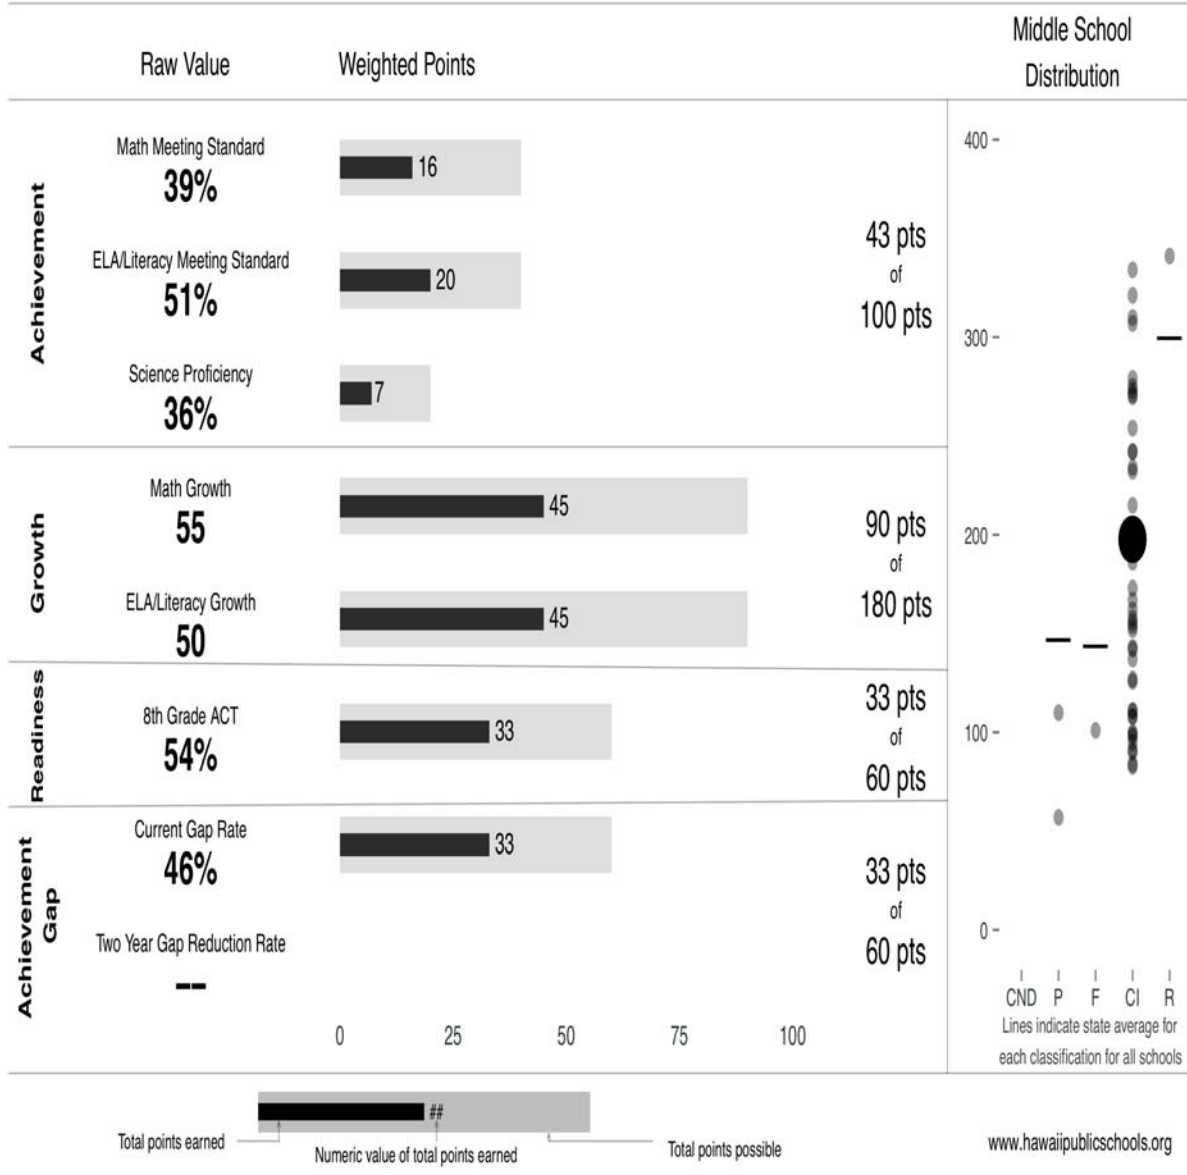 Raw Value
Weighted Points
Middle School
Distribution
Achievement
Math Meeting Standard
39%
16
ELA/Literacy Meeting Standard
51%
20
Science Proficiency
36%
7
43 pts
of
100 pts
Growth
Math Growth
55
45
ELA/Literacy Growth
50
45
90 pts
of
180 pts
Readiness
8th Grade ACT
54%
33
33 pts
of
60 pts
Achievement
Gap
Current Gap Rate
46%
33
Two Year Gap Reduction Rate
--
33 pts
of
60 pts
0 25 50 75 100
400
300
200
100
0
CND P F CI R
Lines indicate state average for
each classification for all schools
##
Total points earned
Numeric value of total points earned
Total points possible
www.hawaiipublicschools.org